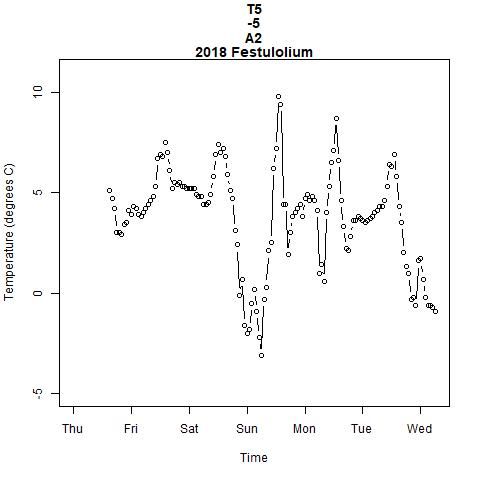 T5
-5
A2
2018 Festulolium
Temperature (degrees C)
10
5
0
-5
Thu Fri Sat Sun Mon Tue Wed
Time